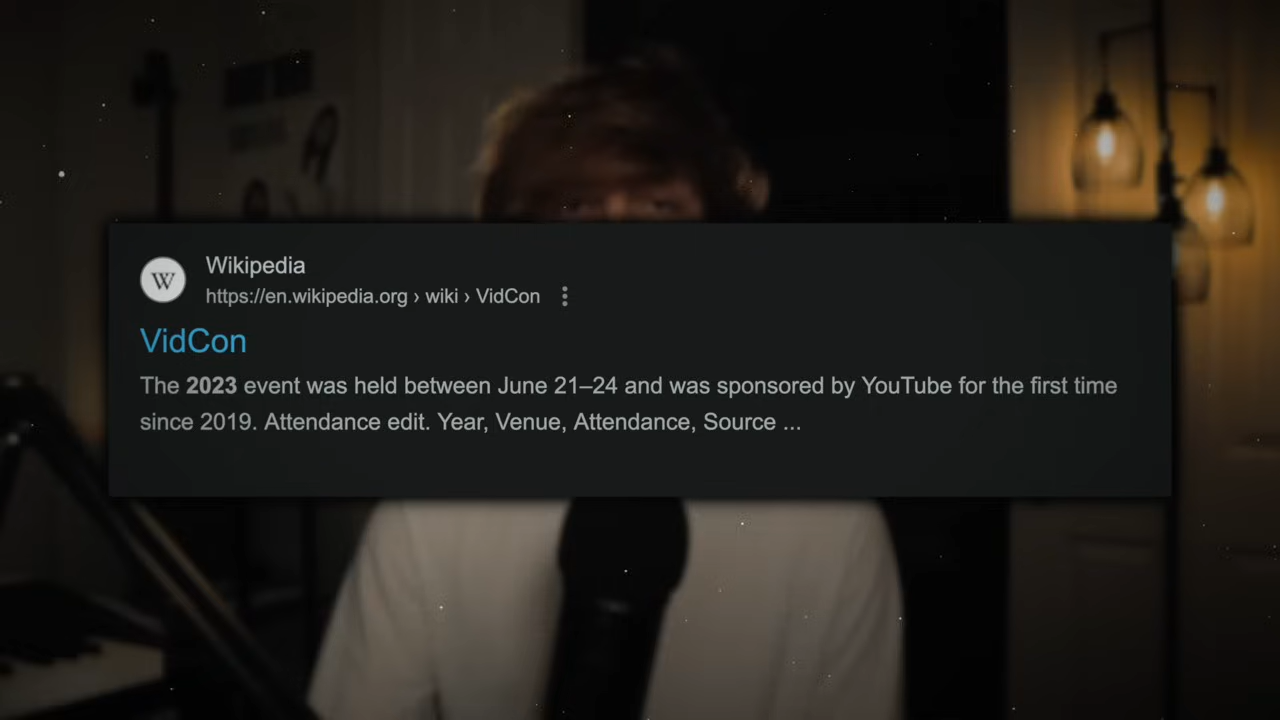 W
Wikipedia
https://en.wikipedia.org › wiki › VidCon
VidCon
The 2023 event was held between June 21–24 and was sponsored by YouTube for the first time
since 2019. Attendance edit. Year, Venue, Attendance, Source ...